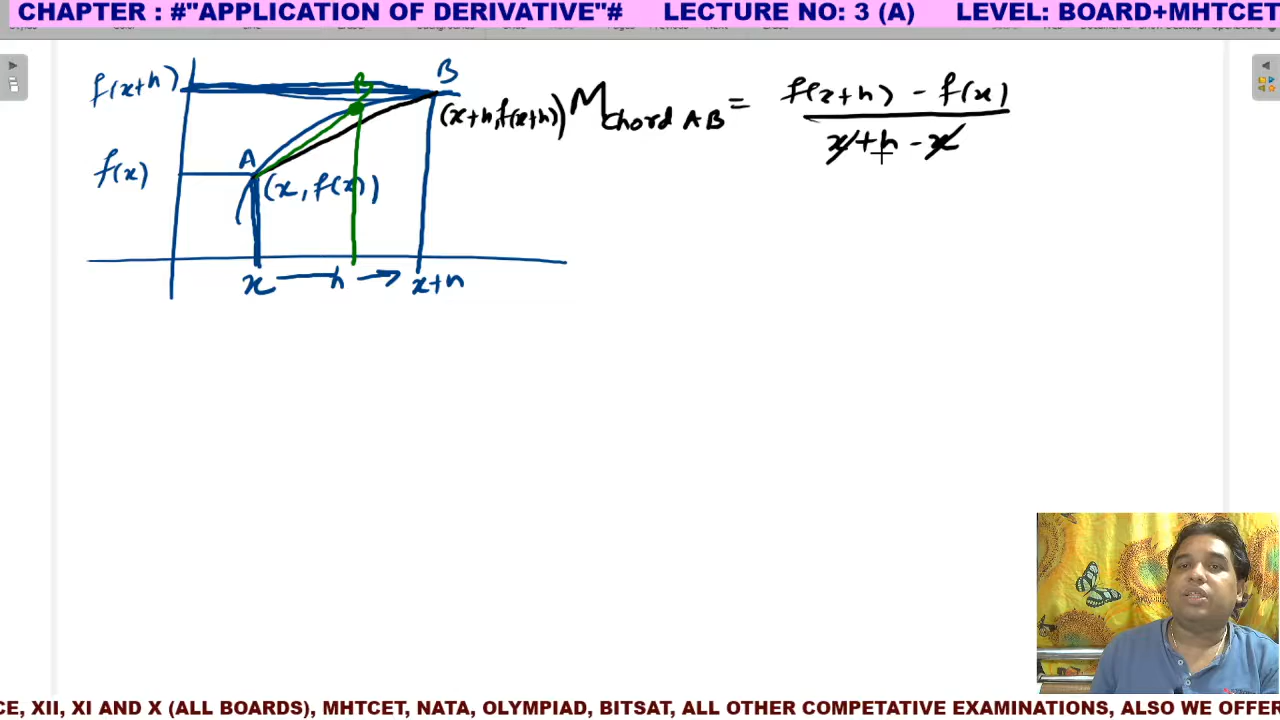 CHAPTER : #"APPLICATION OF DERIVATIVE"# LECTURE NO: 3 (A) LEVEL: BOARD+MHTCET
f(x+h)
B
B
(x+h, f(x+h))
M chord AB = f(x+h) - f(x)
x+h - x
A
f(x)
(x, f(x))
x h x+h
CE, XII, XI AND X (ALL BOARDS), MHTCET, NATA, OLYMPIAD, BITSAT, ALL OTHER COMPETATIVE EXAMINATIONS, ALSO WE OFFER